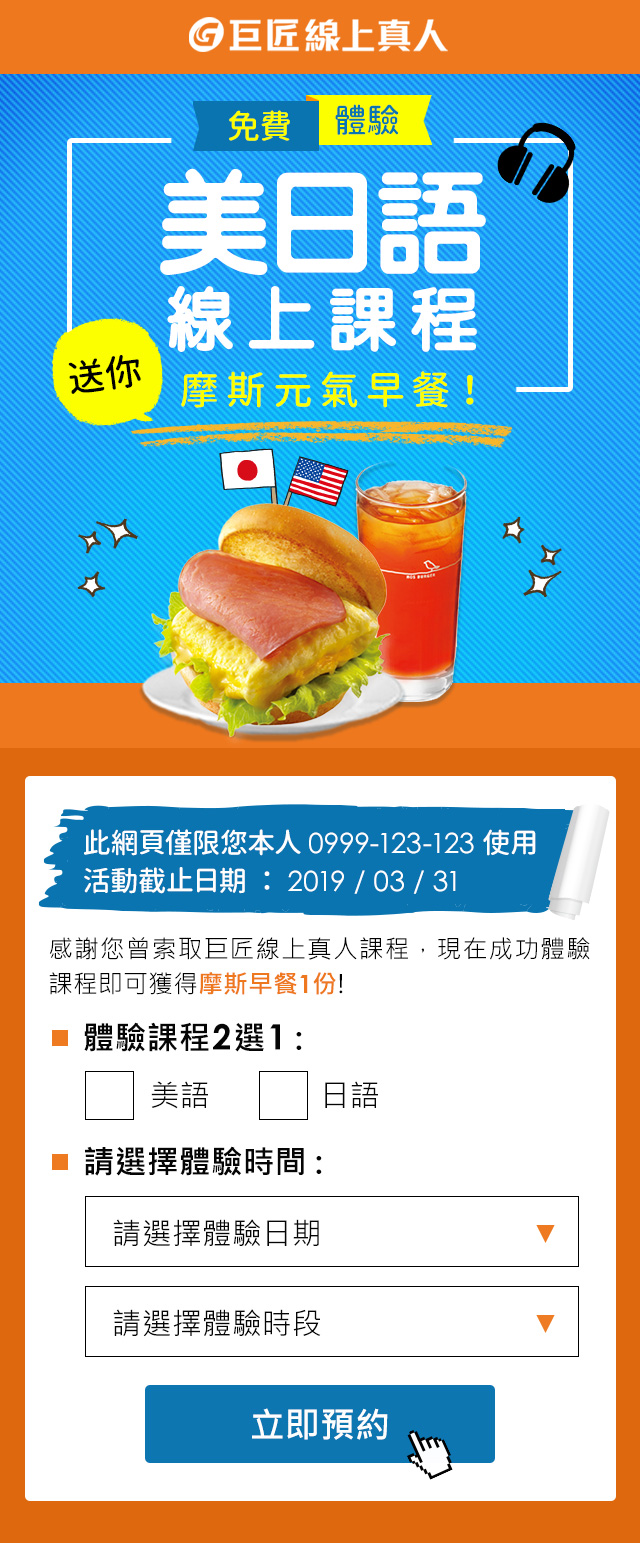 巨匠線上真人
免費 體驗
美日語
線上課程
送你
摩斯元氣早餐!
MOS BURGER
此網頁僅限您本人 0999-123-123 使用
活動截止日期 : 2019 / 03 / 31
感謝您曾索取巨匠線上真人課程，現在成功體驗
課程即可獲得摩斯早餐1份!
體驗課程2選1:
美語 日語
請選擇體驗時間:
請選擇體驗日期
請選擇體驗時段
立即預約